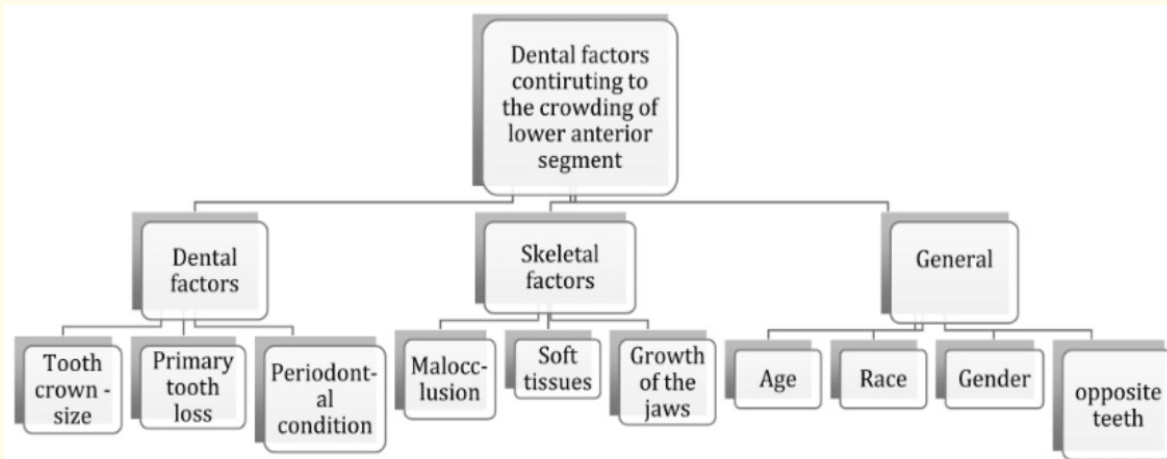 Dental factors
contiruting to
the crowding of
lower anterior
segment
Dental
factors
Skeletal
factors
General
Tooth
crown -
size
Primary
tooth
loss
Periodont-
al
condition
Malocc-
lusion
Soft
tissues
Growth
of the
jaws
Age
Race
Gender
opposite
teeth